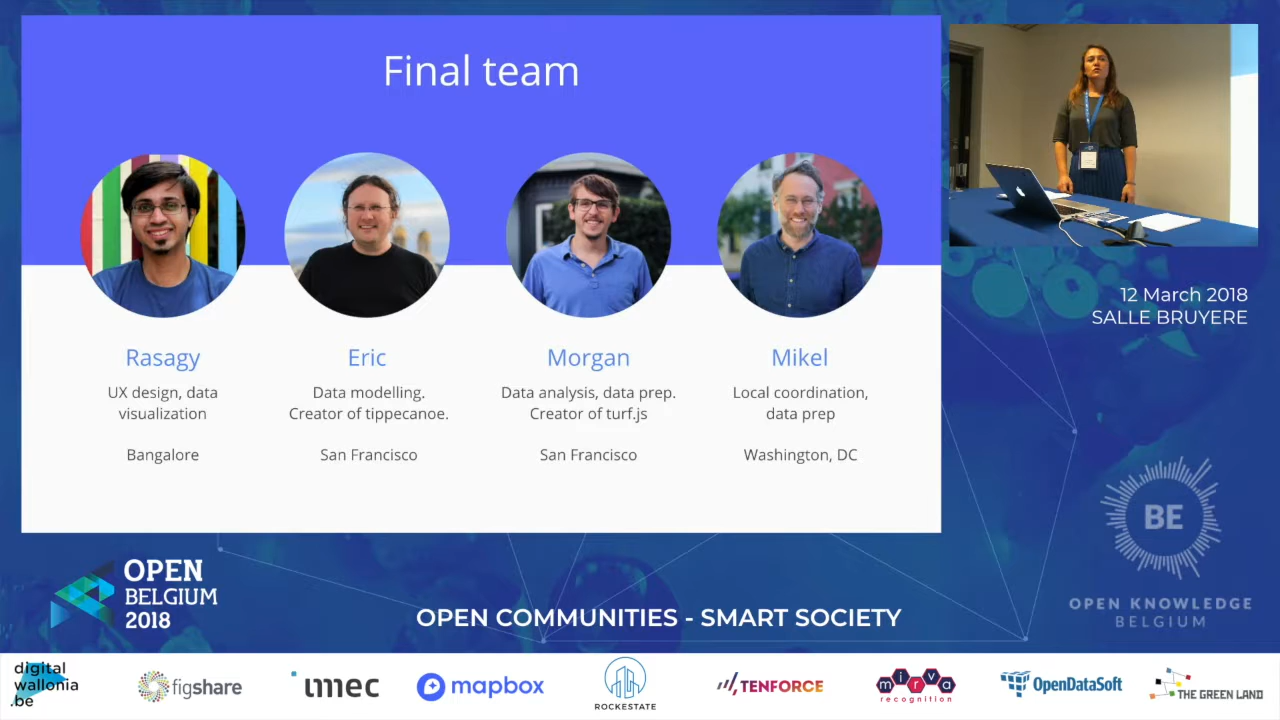 Final team
Rasagy
UX design, data
visualization
Bangalore
Eric
Data modelling.
Creator of tippecanoe.
San Francisco
Morgan
Data analysis, data prep.
Creator of turf.js
San Francisco
Mikel
Local coordination,
data prep
Washington, DC
12 March 2018
SALLE BRUYERE
BE
OPEN KNOWLEDGE
BELGIUM
OPEN
BELGIUM
2018
OPEN COMMUNITIES - SMART SOCIETY
digital
wallonia
.be
figshare
imec
mapbox
ROCKESTATE
TENFORCE
mirva
recognition
OpenDataSoft
THE GREEN LAND